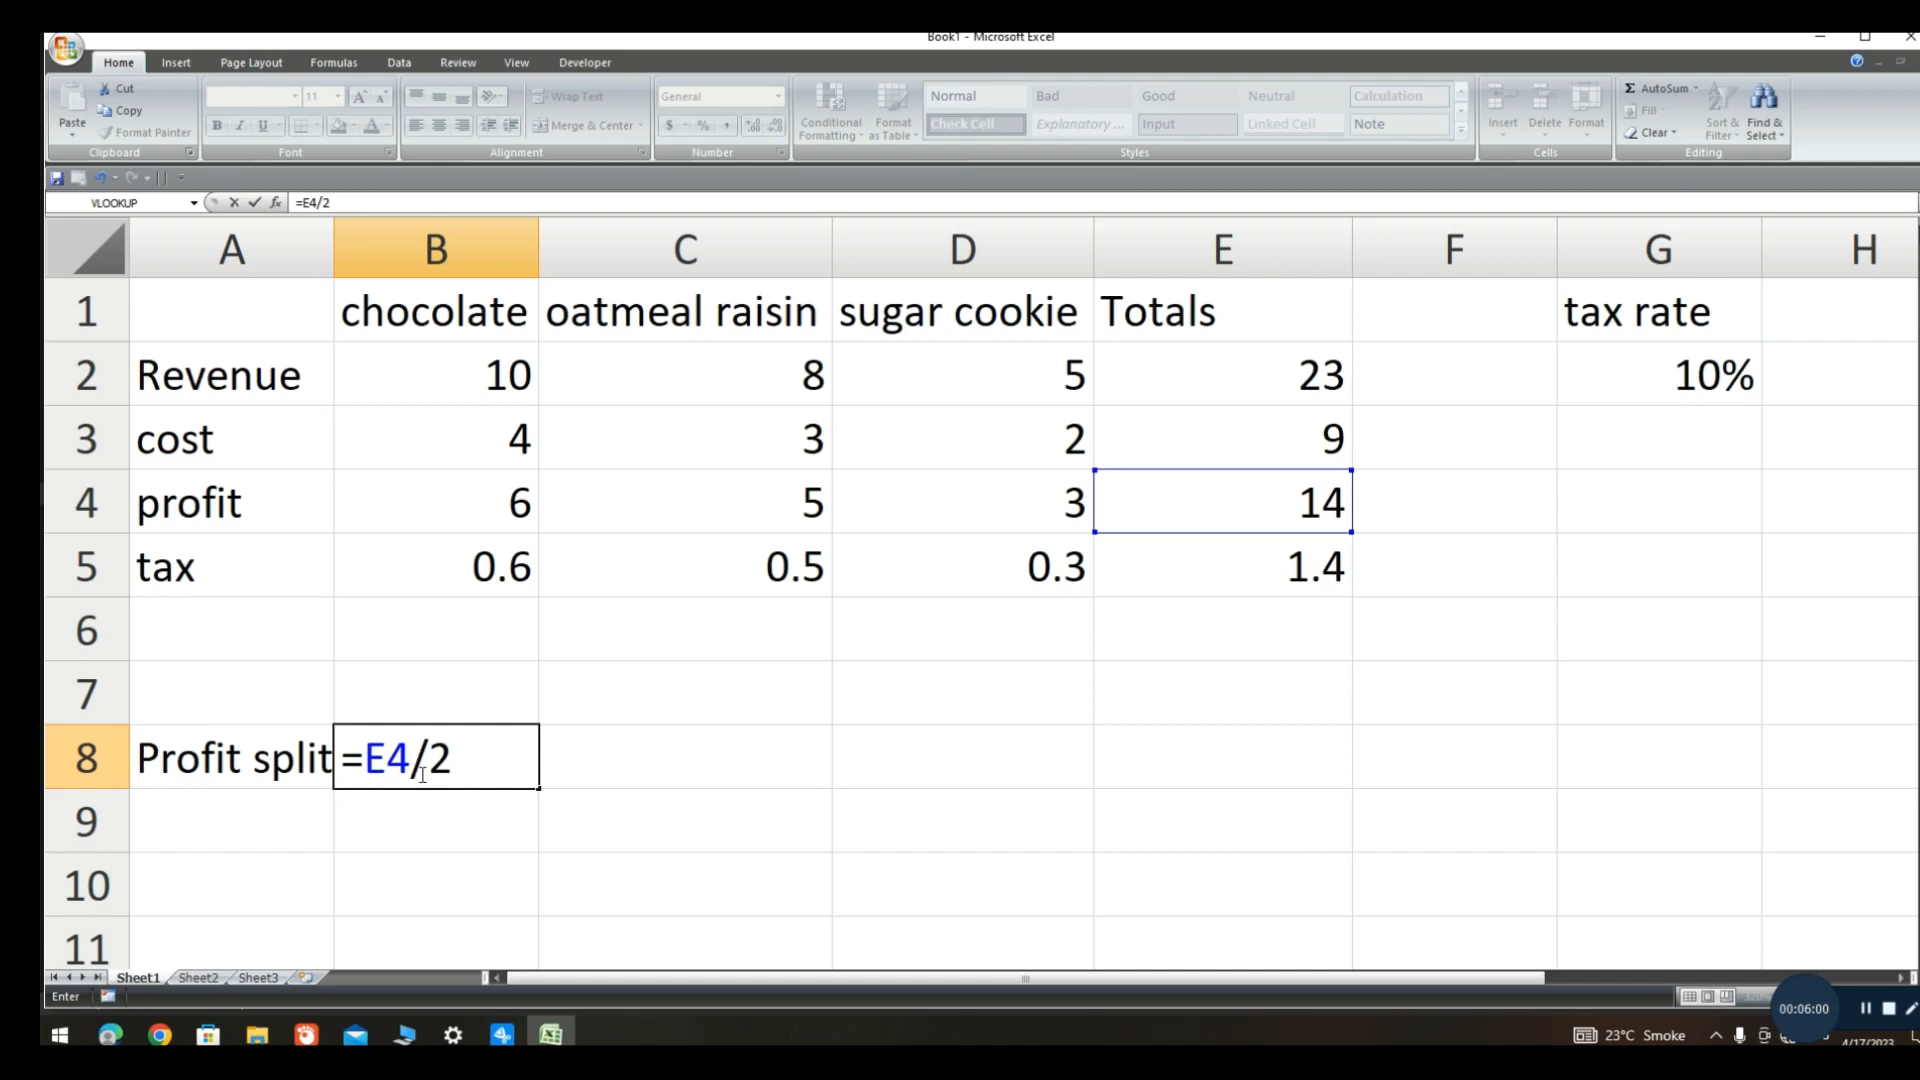 Book1 - Microsoft Excel
Home Insert Page Layout Formulas Data Review View Developer
Cut
Copy
Format Painter
Paste
Clipboard
11
B I U
Font
Wrap Text
Merge & Center
Alignment
General
$ % ,
Number
Conditional Formatting
Format as Table
Normal Bad Good Neutral Calculation
Check Cell Explanatory ... Input Linked Cell Note
Styles
Insert Delete Format
Cells
Σ AutoSum
Fill
Clear
Sort & Filter
Find & Select
Editing
VLOOKUP fx =E4/2
A B C D E F G H
1 chocolate oatmeal raisin sugar cookie Totals tax rate
2 Revenue 10 8 5 23 10%
3 cost 4 3 2 9
4 profit 6 5 3 14
5 tax 0.6 0.5 0.3 1.4
6
7
8 Profit split =E4/2
9
10
11
Sheet1 Sheet2 Sheet3
Enter
00:06:00
23°C Smoke
4/17/2023